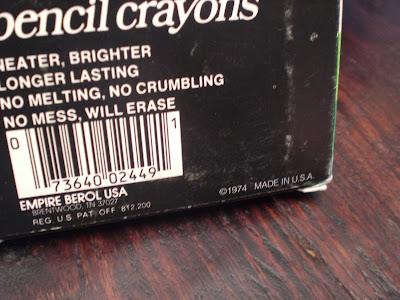 pencil crayons
NEATER, BRIGHTER
LONGER LASTING
NO MELTING, NO CRUMBLING
NO MESS, WILL ERASE
0 73640 02449 1
EMPIRE BEROL USA
BRENTWOOD, TN 37027
REG. U.S. PAT. OFF. 812,200
©1974 MADE IN U.S.A.